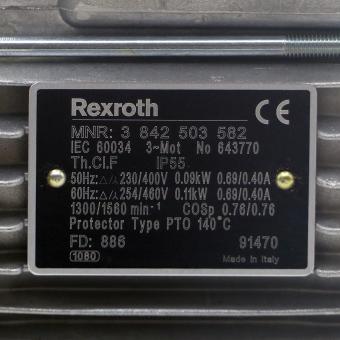 Rexroth CE
MNR: 3 842 503 582
IEC 60034 3~Mot No 643770
Th.Cl.F IP55
50Hz: △/⅄ 230/400V 0.09kW 0.69/0.40A
60Hz: △/⅄ 254/460V 0.11kW 0.69/0.40A
1300/1560 min⁻¹ COSφ 0.76/0.76
Protector Type PTO 140°C
FD: 886 91470
1080 Made in Italy